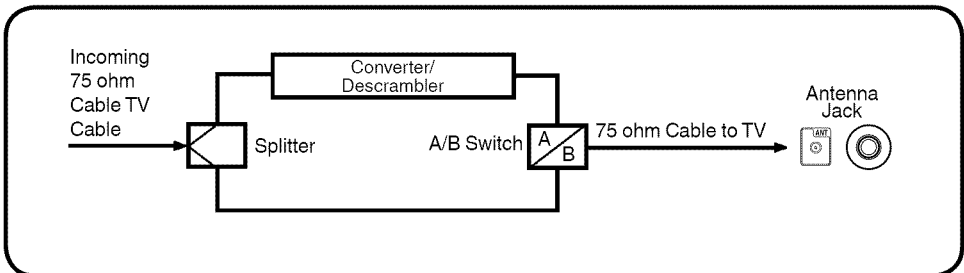 Incoming
75 ohm
Cable TV
Cable
Splitter
Converter/
Descrambler
A/B Switch
A
B
75 ohm Cable to TV
Antenna
Jack
ANT